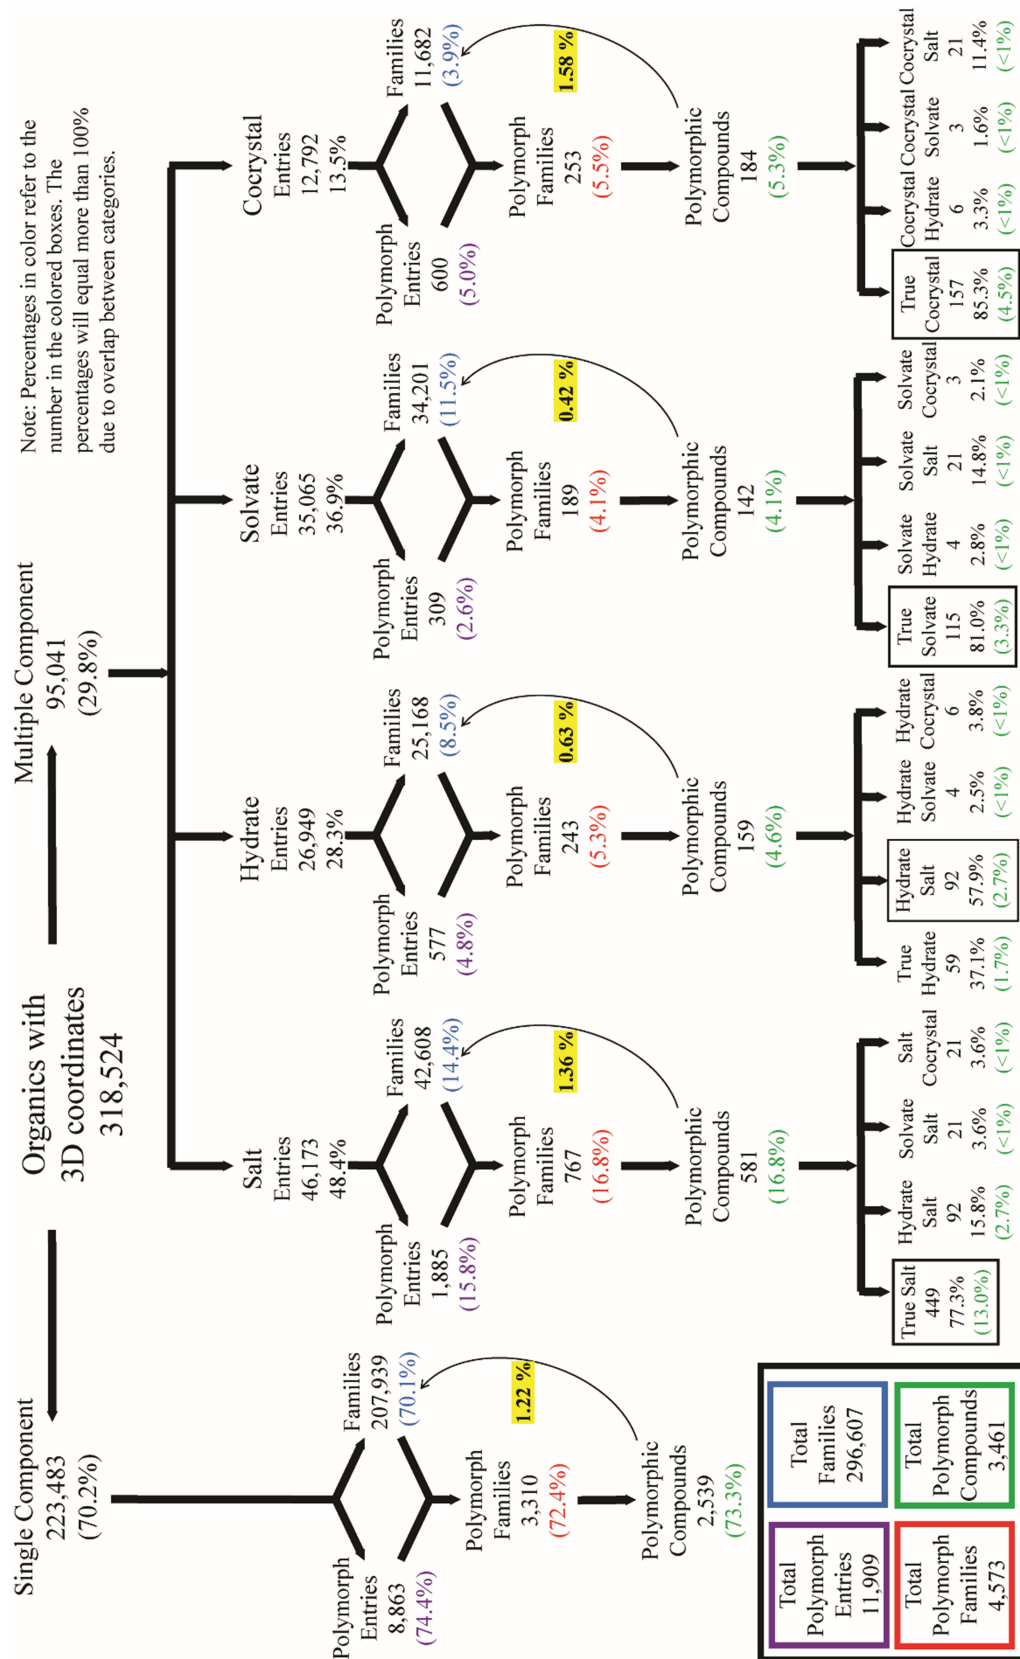 Organics with
3D coordinates
318,524
Single Component
223,483
(70.2%)
Multiple Component
95,041
(29.8%)
Note: Percentages in color refer to the
number in the colored boxes. The
percentages will equal more than 100%
due to overlap between categories.
Polymorph
Entries
8,863
(74.4%)
Families
207,939
(70.1%)
Polymorph
Families
3,310
(72.4%)
1.22 %
Polymorphic
Compounds
2,539
(73.3%)
Salt
Entries
46,173
48.4%
Polymorph
Entries
1,885
(15.8%)
Families
42,608
(14.4%)
Polymorph
Families
767
(16.8%)
1.36 %
Polymorphic
Compounds
581
(16.8%)
True Salt
449
77.3%
(13.0%)
Hydrate
Salt
92
15.8%
(2.7%)
Solvate
Salt
21
3.6%
(<1%)
Salt
Cocrystal
21
3.6%
(<1%)
Hydrate
Entries
26,949
28.3%
Polymorph
Entries
577
(4.8%)
Families
25,168
(8.5%)
Polymorph
Families
243
(5.3%)
0.63 %
Polymorphic
Compounds
159
(4.6%)
True
Hydrate
59
37.1%
(1.7%)
Hydrate
Salt
92
57.9%
(2.7%)
Hydrate
Solvate
4
2.5%
(<1%)
Hydrate
Cocrystal
6
3.8%
(<1%)
Solvate
Entries
35,065
36.9%
Polymorph
Entries
309
(2.6%)
Families
34,201
(11.5%)
Polymorph
Families
189
(4.1%)
0.42 %
Polymorphic
Compounds
142
(4.1%)
True
Solvate
115
81.0%
(3.3%)
Solvate
Hydrate
4
2.8%
(<1%)
Solvate
Salt
21
14.8%
(<1%)
Solvate
Cocrystal
3
2.1%
(<1%)
Cocrystal
Entries
12,792
13.5%
Polymorph
Entries
600
(5.0%)
Families
11,682
(3.9%)
Polymorph
Families
253
(5.5%)
1.58 %
Polymorphic
Compounds
184
(5.3%)
True
Cocrystal
157
85.3%
(4.5%)
Cocrystal
Hydrate
6
3.3%
(<1%)
Cocrystal
Solvate
3
1.6%
(<1%)
Cocrystal
Salt
21
11.4%
(<1%)
Total
Polymorph
Entries
11,909
Total
Families
296,607
Total
Polymorph
Families
4,573
Total
Polymorph
Compounds
3,461